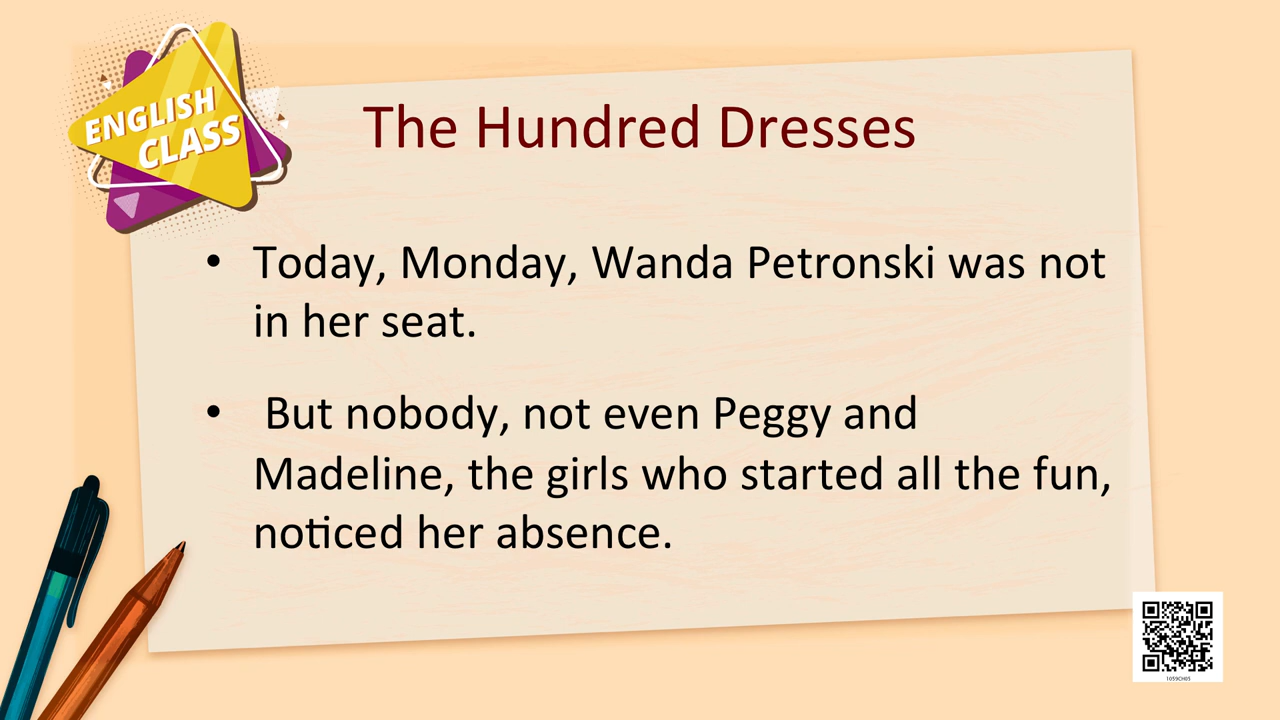 ENGLISH
CLASS
The Hundred Dresses
• Today, Monday, Wanda Petronski was not
in her seat.
• But nobody, not even Peggy and
Madeline, the girls who started all the fun,
noticed her absence.
1059CH05